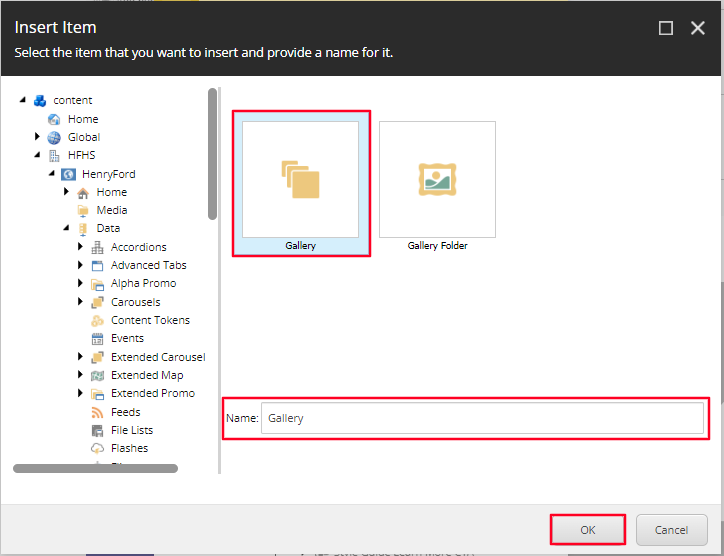 Insert Item
Select the item that you want to insert and provide a name for it.
content
Home
Global
HFHS
HenryFord
Home
Media
Data
Accordions
Advanced Tabs
Alpha Promo
Carousels
Content Tokens
Events
Extended Carousel
Extended Map
Extended Promo
Feeds
File Lists
Flashes
Gallery
Gallery Folder
Name: Gallery
OK
Cancel